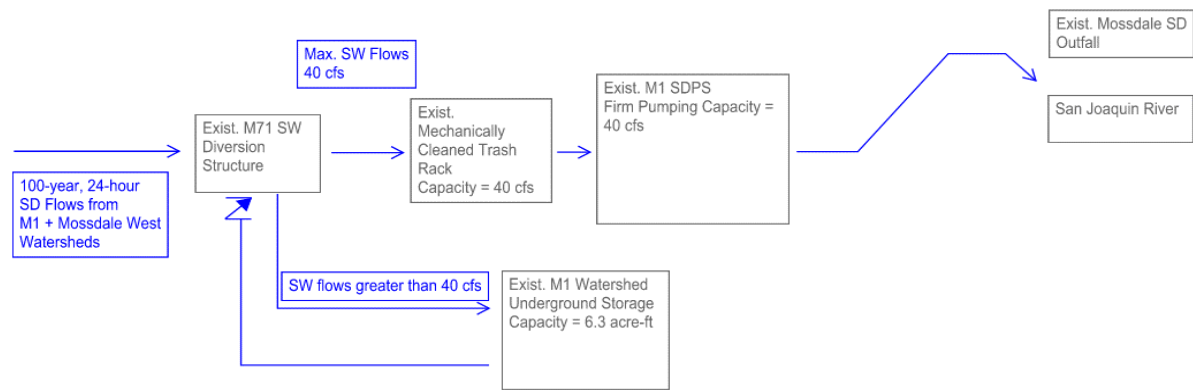 Exist. Mossdale SD
Outfall
Max. SW Flows
40 cfs
Exist. M1 SDPS
Firm Pumping Capacity =
40 cfs
San Joaquin River
Exist.
Mechanically
Cleaned Trash
Rack
Capacity = 40 cfs
Exist. M71 SW
Diversion
Structure
100-year, 24-hour
SD Flows from
M1 + Mossdale West
Watersheds
SW flows greater than 40 cfs
Exist. M1 Watershed
Underground Storage
Capacity = 6.3 acre-ft